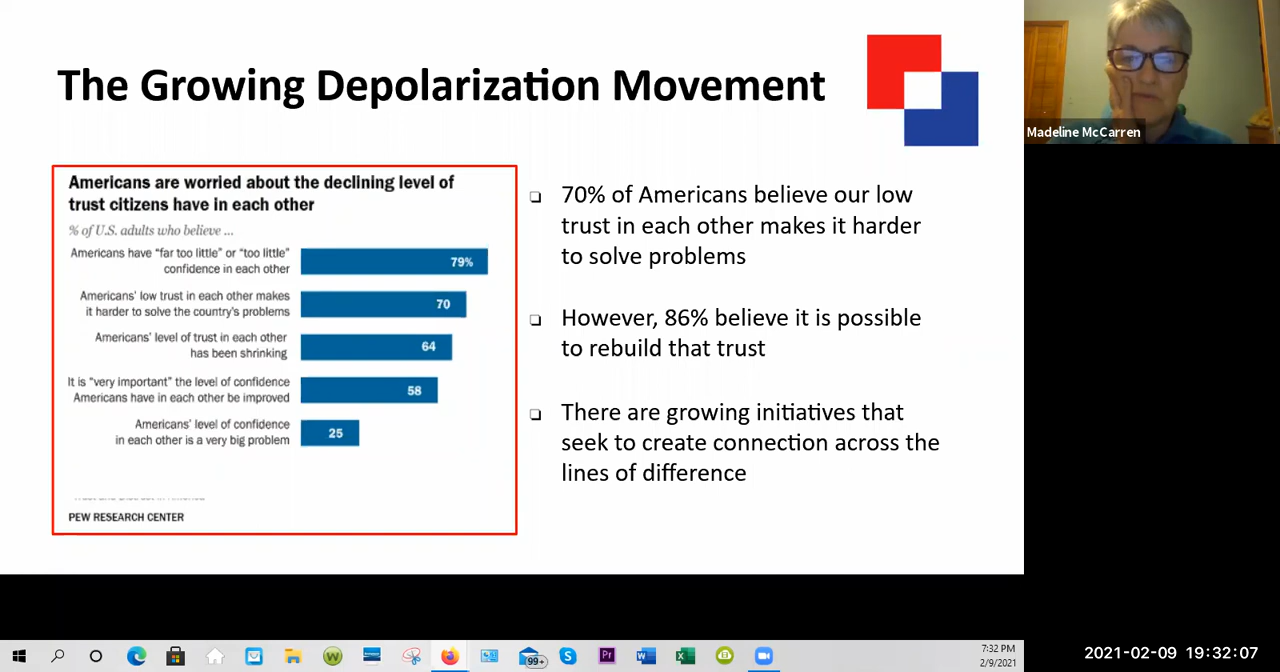 The Growing Depolarization Movement
Madeline McCarren
Americans are worried about the declining level of
trust citizens have in each other
% of U.S. adults who believe ...
Americans have “far too little” or “too little”
confidence in each other
79%
Americans’ low trust in each other makes
it harder to solve the country’s problems
70
Americans’ level of trust in each other
has been shrinking
64
It is “very important” the level of confidence
Americans have in each other be improved
58
Americans’ level of confidence
in each other is a very big problem
25
PEW RESEARCH CENTER
70% of Americans believe our low
trust in each other makes it harder
to solve problems
However, 86% believe it is possible
to rebuild that trust
There are growing initiatives that
seek to create connection across the
lines of difference
99+
Pr
7:32 PM
2/9/2021
2021-02-09 19:32:07